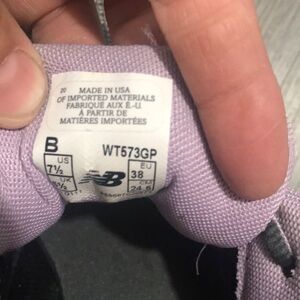 20
MADE IN USA
OF IMPORTED MATERIALS
FABRIQUÉ AUX É.-U
À PARTIR DE
MATIÈRES IMPORTÉES
B WT573GP
US
7½
EU
38
CM
24.5